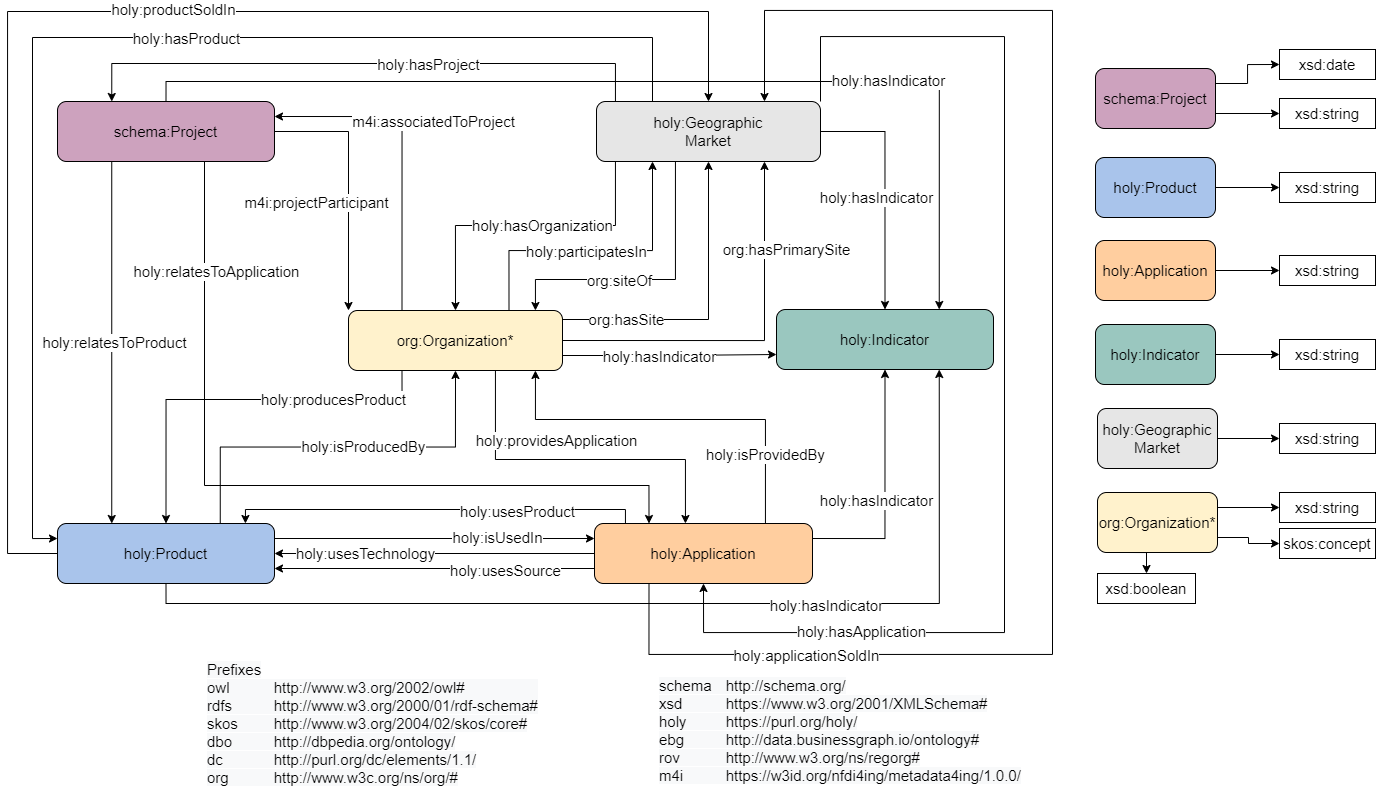 holy:productSoldIn
holy:hasProduct
holy:hasProject
holy:hasIndicator
schema:Project
m4i:associatedToProject
holy:Geographic
Market
m4i:projectParticipant
holy:hasIndicator
holy:hasOrganization
holy:participatesIn
org:hasPrimarySite
holy:relatesToApplication
org:siteOf
org:hasSite
holy:relatesToProduct
org:Organization*
holy:Indicator
holy:hasIndicator
holy:producesProduct
holy:isProducedBy
holy:providesApplication
holy:isProvidedBy
holy:hasIndicator
holy:usesProduct
holy:isUsedIn
holy:Product
holy:usesTechnology
holy:Application
holy:usesSource
holy:hasIndicator
holy:hasApplication
holy:applicationSoldIn
schema:Project
xsd:date
xsd:string
holy:Product
xsd:string
holy:Application
xsd:string
holy:Indicator
xsd:string
holy:Geographic
Market
xsd:string
org:Organization*
xsd:string
skos:concept
xsd:boolean
Prefixes
owl http://www.w3.org/2002/owl#
rdfs http://www.w3.org/2000/01/rdf-schema#
skos http://www.w3.org/2004/02/skos/core#
dbo http://dbpedia.org/ontology/
dc http://purl.org/dc/elements/1.1/
org http://www.w3c.org/ns/org/#
schema http://schema.org/
xsd https://www.w3.org/2001/XMLSchema#
holy https://purl.org/holy/
ebg http://data.businessgraph.io/ontology#
rov http://www.w3.org/ns/regorg#
m4i https://w3id.org/nfdi4ing/metadata4ing/1.0.0/